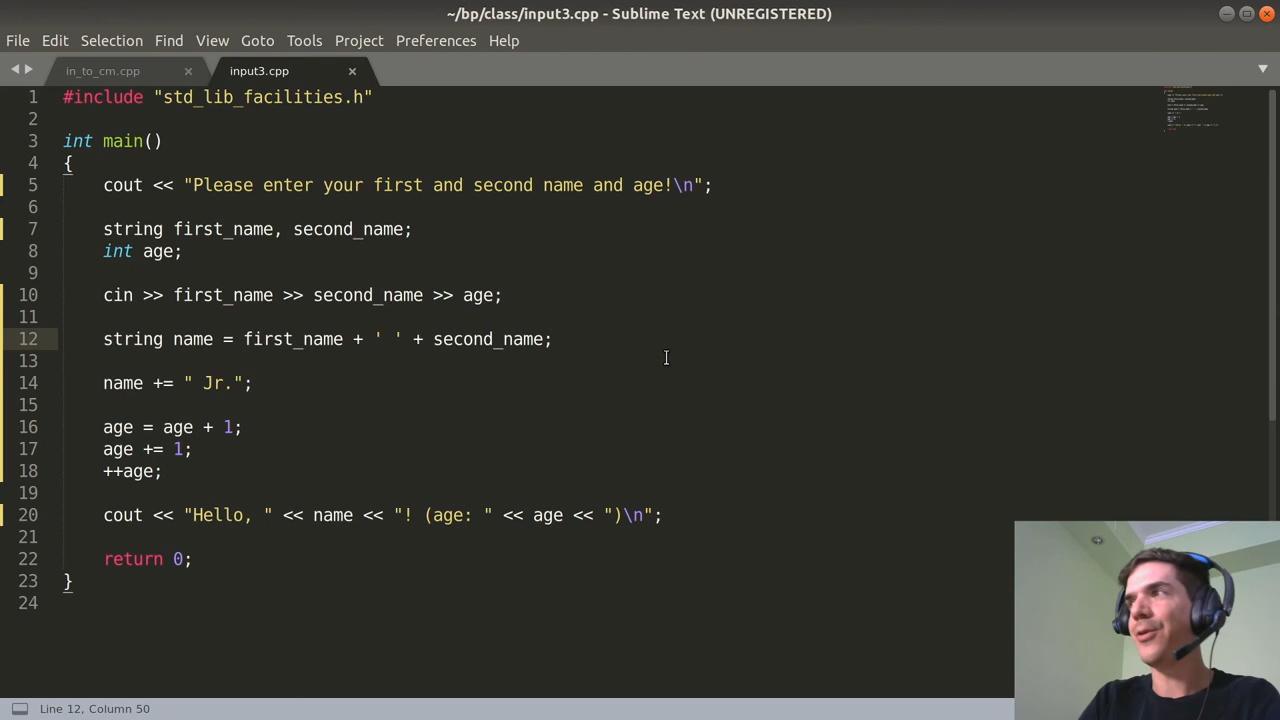 ~/bp/class/input3.cpp - Sublime Text (UNREGISTERED)
File Edit Selection Find View Goto Tools Project Preferences Help
in_to_cm.cpp input3.cpp
1 #include "std_lib_facilities.h"
2
3 int main()
4 {
5 cout << "Please enter your first and second name and age!\n";
6
7 string first_name, second_name;
8 int age;
9
10 cin >> first_name >> second_name >> age;
11
12 string name = first_name + ' ' + second_name;
13
14 name += " Jr.";
15
16 age = age + 1;
17 age += 1;
18 ++age;
19
20 cout << "Hello, " << name << "! (age: " << age << ")\n";
21
22 return 0;
23 }
24
Line 12, Column 50